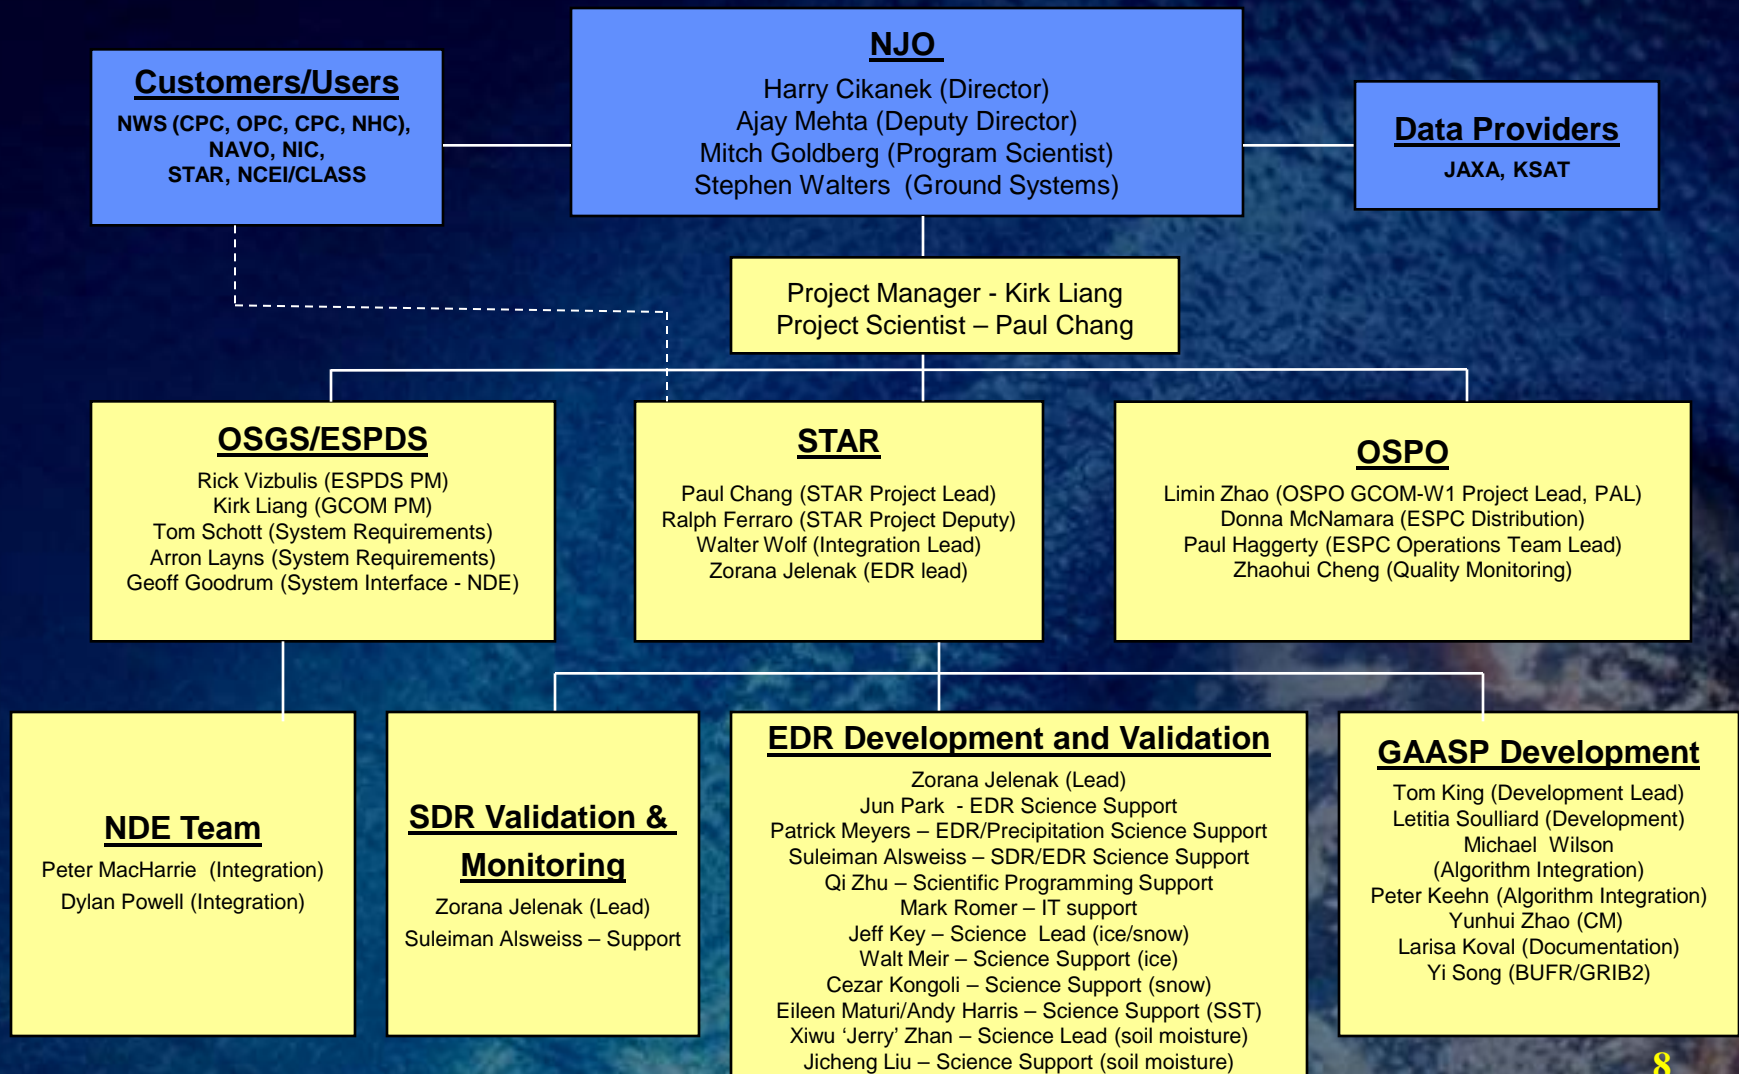 NJO
Harry Cikanek (Director)
Ajay Mehta (Deputy Director)
Mitch Goldberg (Program Scientist)
Stephen Walters (Ground Systems)
Customers/Users
NWS (CPC, OPC, CPC, NHC),
NAVO, NIC,
STAR, NCEI/CLASS
Data Providers
JAXA, KSAT
Project Manager - Kirk Liang
Project Scientist – Paul Chang
OSGS/ESPDS
Rick Vizbulis (ESPDS PM)
Kirk Liang (GCOM PM)
Tom Schott (System Requirements)
Arron Layns (System Requirements)
Geoff Goodrum (System Interface - NDE)
STAR
Paul Chang (STAR Project Lead)
Ralph Ferraro (STAR Project Deputy)
Walter Wolf (Integration Lead)
Zorana Jelenak (EDR lead)
OSPO
Limin Zhao (OSPO GCOM-W1 Project Lead, PAL)
Donna McNamara (ESPC Distribution)
Paul Haggerty (ESPC Operations Team Lead)
Zhaohui Cheng (Quality Monitoring)
NDE Team
Peter MacHarrie (Integration)
Dylan Powell (Integration)
SDR Validation &
Monitoring
Zorana Jelenak (Lead)
Suleiman Alsweiss – Support
EDR Development and Validation
Zorana Jelenak (Lead)
Jun Park - EDR Science Support
Patrick Meyers – EDR/Precipitation Science Support
Suleiman Alsweiss – SDR/EDR Science Support
Qi Zhu – Scientific Programming Support
Mark Romer – IT support
Jeff Key – Science Lead (ice/snow)
Walt Meir – Science Support (ice)
Cezar Kongoli – Science Support (snow)
Eileen Maturi/Andy Harris – Science Support (SST)
Xiwu ‘Jerry’ Zhan – Science Lead (soil moisture)
Jicheng Liu – Science Support (soil moisture)
GAASP Development
Tom King (Development Lead)
Letitia Soulliard (Development)
Michael Wilson
(Algorithm Integration)
Peter Keehn (Algorithm Integration)
Yunhui Zhao (CM)
Larisa Koval (Documentation)
Yi Song (BUFR/GRIB2)
8